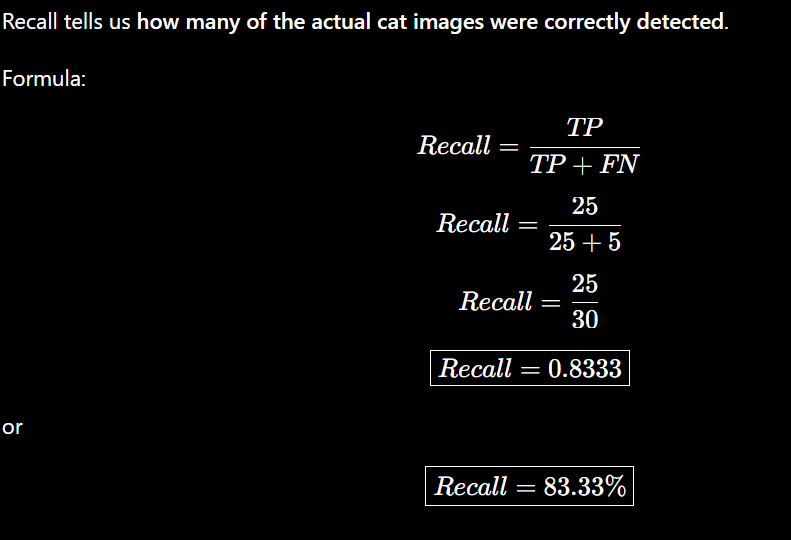 Recall tells us how many of the actual cat images were correctly detected.
Formula:
Recall = TP / TP + FN
Recall = 25 / 25 + 5
Recall = 25 / 30
Recall = 0.8333
or
Recall = 83.33%